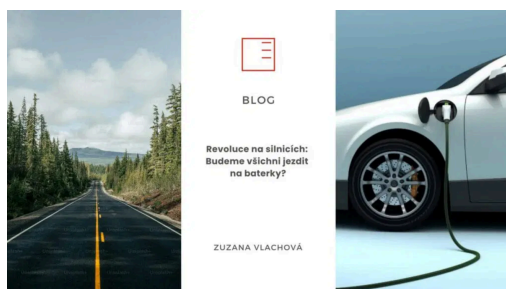 BLOG
Revoluce na silnicích:
Budeme všichni jezdit
na baterky?
ZUZANA VLACHOVÁ